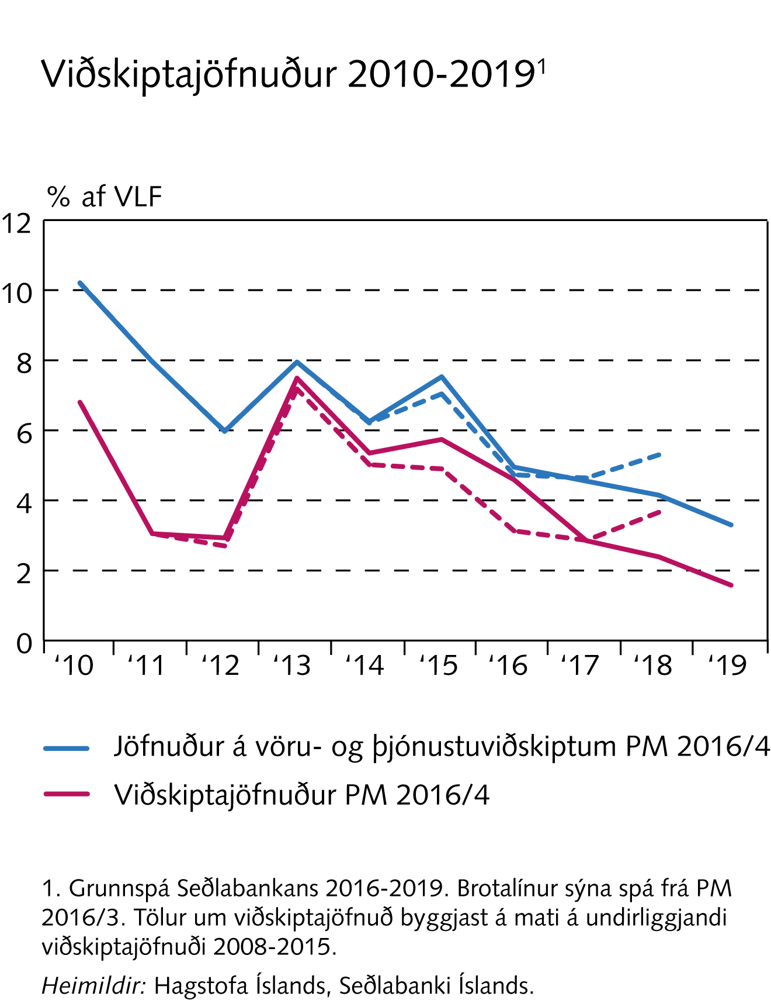 Viðskiptajöfnuður 2010-2019¹
% af VLF
12
10
8
6
4
2
0
‘10 ‘11 ‘12 ‘13 ‘14 ‘15 ‘16 ‘17 ‘18 ‘19
Jöfnuður á vöru- og þjónustuviðskiptum PM 2016/4
Viðskiptajöfnuður PM 2016/4
1. Grunnspá Seðlabankans 2016-2019. Brotalínur sýna spá frá PM
2016/3. Tölur um viðskiptajöfnuð byggjast á mati á undirliggjandi
viðskiptajöfnuði 2008-2015.
Heimildir: Hagstofa Íslands, Seðlabanki Íslands.